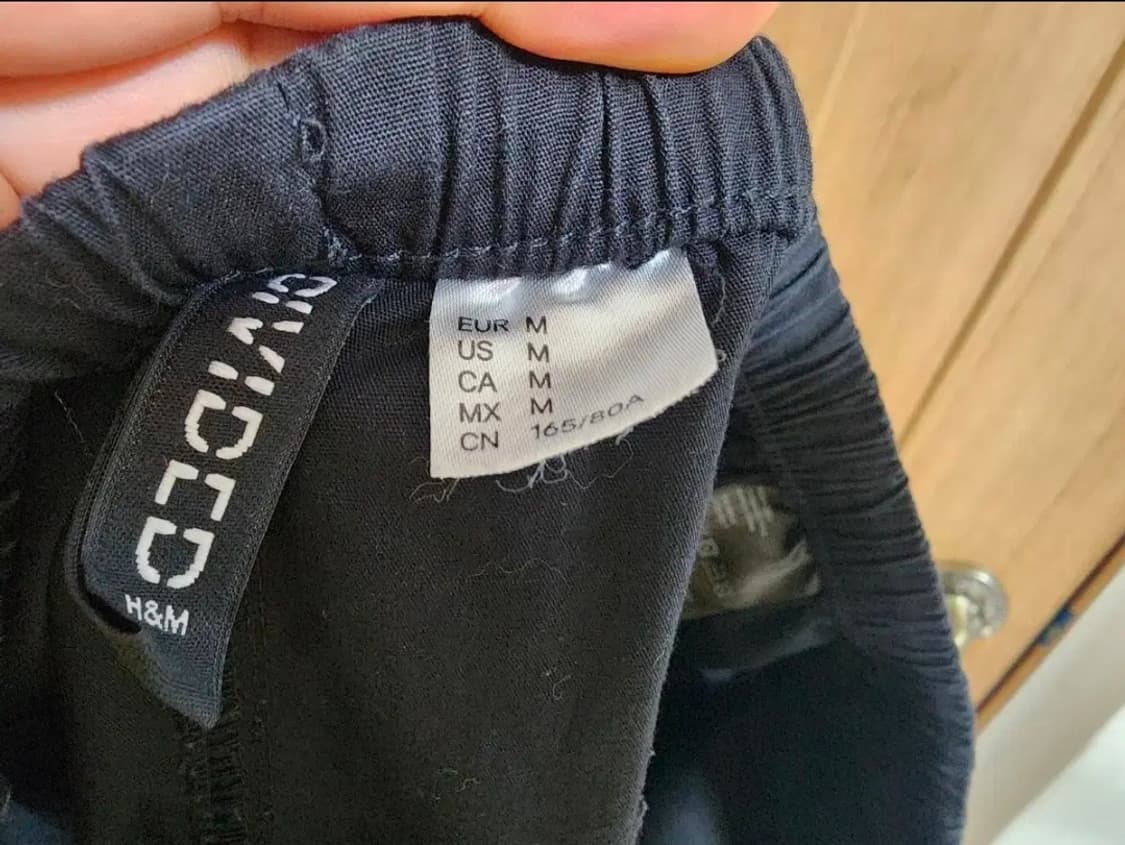 DIVIDED
H&M
EUR M
US M
CA M
MX M
CN 165/80A